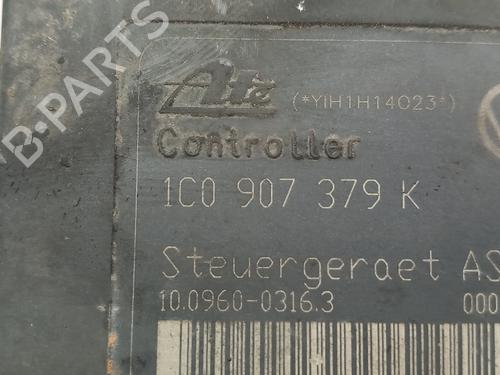 Ate (*YIH1H14023*)
Controller
1C0 907 379 K
Steuergeraet AS
10.0960-0316.3 000
B-PARTS